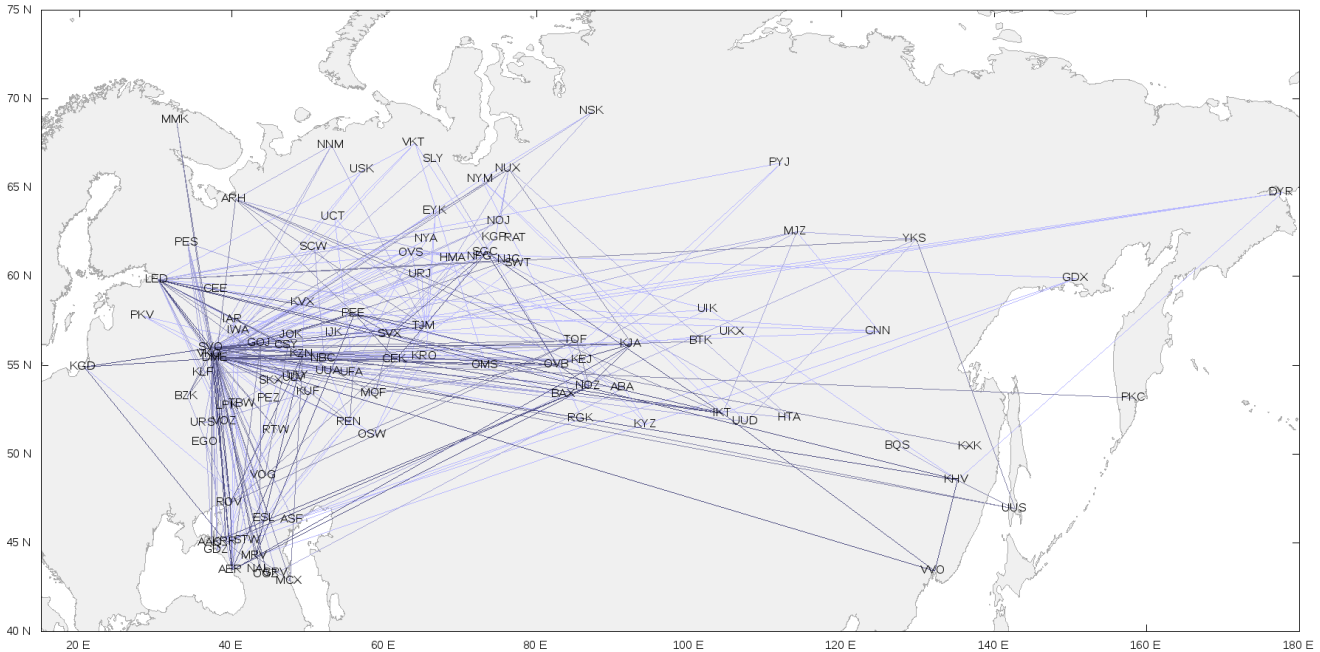 75 N
70 N
65 N
60 N
55 N
50 N
45 N
40 N
20 E
40 E
60 E
80 E
100 E
120 E
140 E
160 E
180 E
NSK
MMK
NNM
VKT
SLY
USK
NUX
NYM
PYJ
DYR
ARH
UCT
EYK
NOJ
MJZ
YKS
PES
SCW
NYA
KGP
RAT
OVS
HMA
SGC
NJC
SWT
LED
CEE
URJ
GDX
PKV
IAR
IWA
KVX
PEE
TJM
UIK
UKX
CNN
SVO
GOJ
JOK
CSY
IJK
SVX
TOF
KJA
BTK
DME
KZN
NBC
CEK
KRO
OMS
OVB
KEJ
KGD
KLF
UUA
UFA
BZK
SKX
PEZ
KUF
MQF
BAX
NOZ
ABA
PKC
TBW
URS
VOZ
REN
RGK
KYZ
IKT
UUD
HTA
EGO
RTW
OSW
BQS
KXK
VOG
KHV
ROV
ESL
ASF
UUS
STW
GDZ
MRV
AER
NAL
MCX
VVO